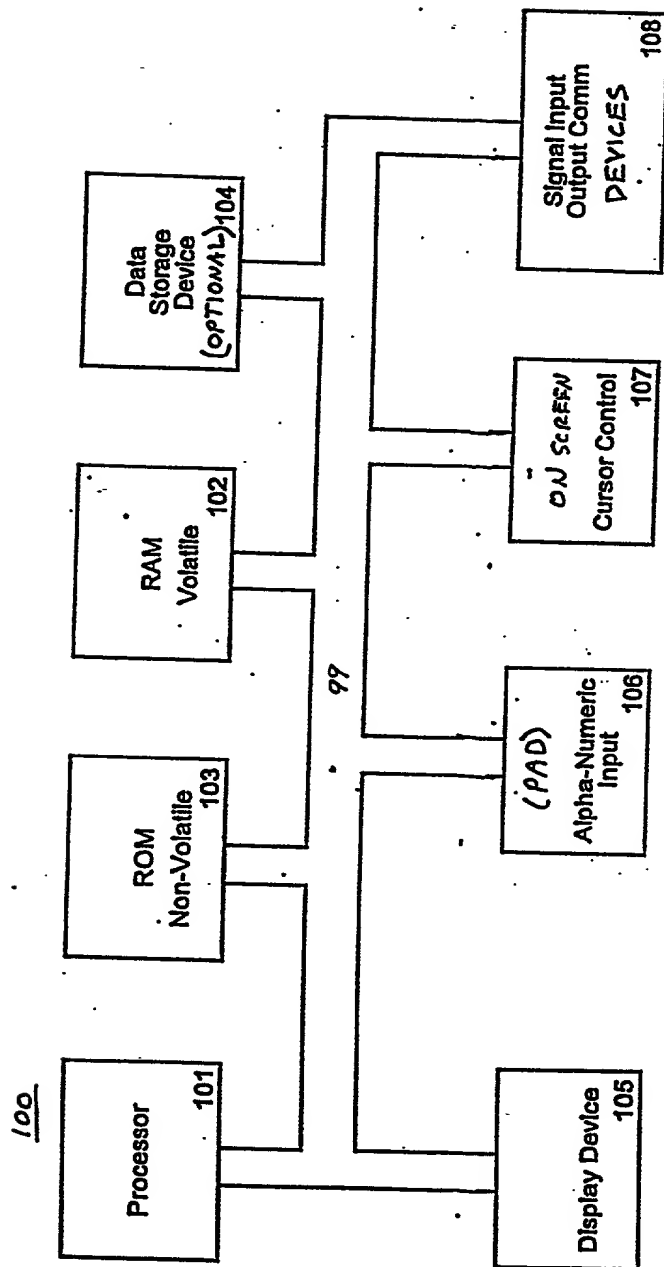 100
Processor
101
ROM
Non-Volatile
103
RAM
Volatile
102
Data
Storage
Device
(OPTIONAL) 104
99
Display Device
105
(PAD)
Alpha-Numeric
Input
106
ON SCREEN
Cursor Control
107
Signal Input
Output Comm
DEVICES
108